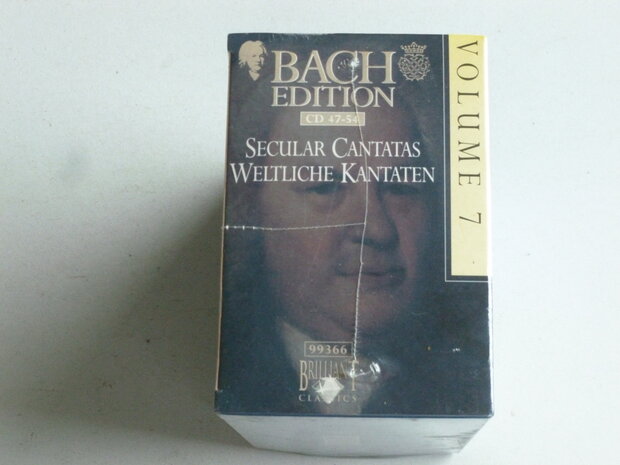 BACH
EDITION
CD 47-54
SECULAR CANTATAS
WELTLICHE KANTATEN
VOLUME 7
99366
BRILLIANT
CLASSICS